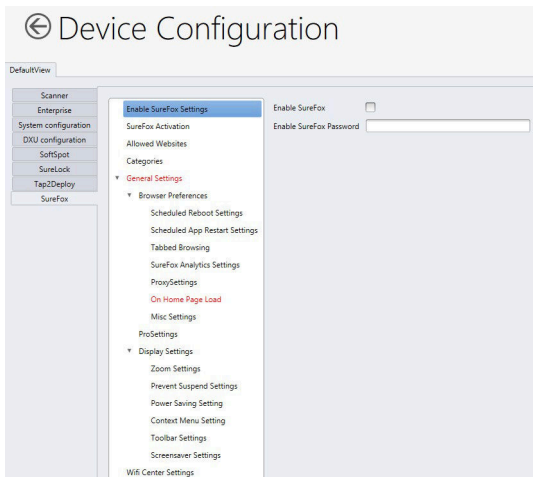 Device Configuration
DefaultView
Scanner
Enterprise
System configuration
DXU configuration
SoftSpot
SureLock
Tap2Deploy
SureFox
Enable SureFox Settings
SureFox Activation
Allowed Websites
Categories
General Settings
Browser Preferences
Scheduled Reboot Settings
Scheduled App Restart Settings
Tabbed Browsing
SureFox Analytics Settings
ProxySettings
On Home Page Load
Misc Settings
ProSettings
Display Settings
Zoom Settings
Prevent Suspend Settings
Power Saving Setting
Context Menu Setting
Toolbar Settings
Screensaver Settings
Wifi Center Settings
Enable SureFox
Enable SureFox Password